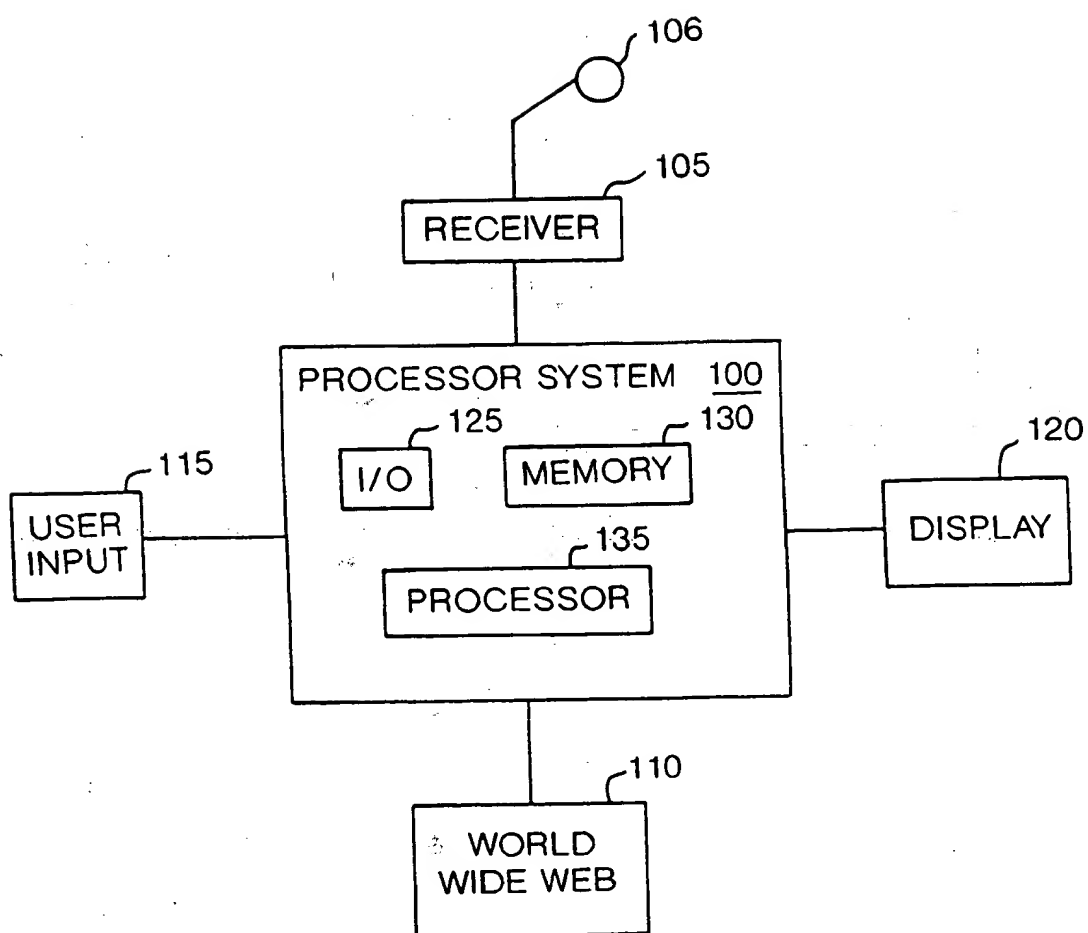 106
105
RECEIVER
PROCESSOR SYSTEM 100
125
130
I/O
MEMORY
135
PROCESSOR
115
USER
INPUT
120
DISPLAY
110
WORLD
WIDE WEB